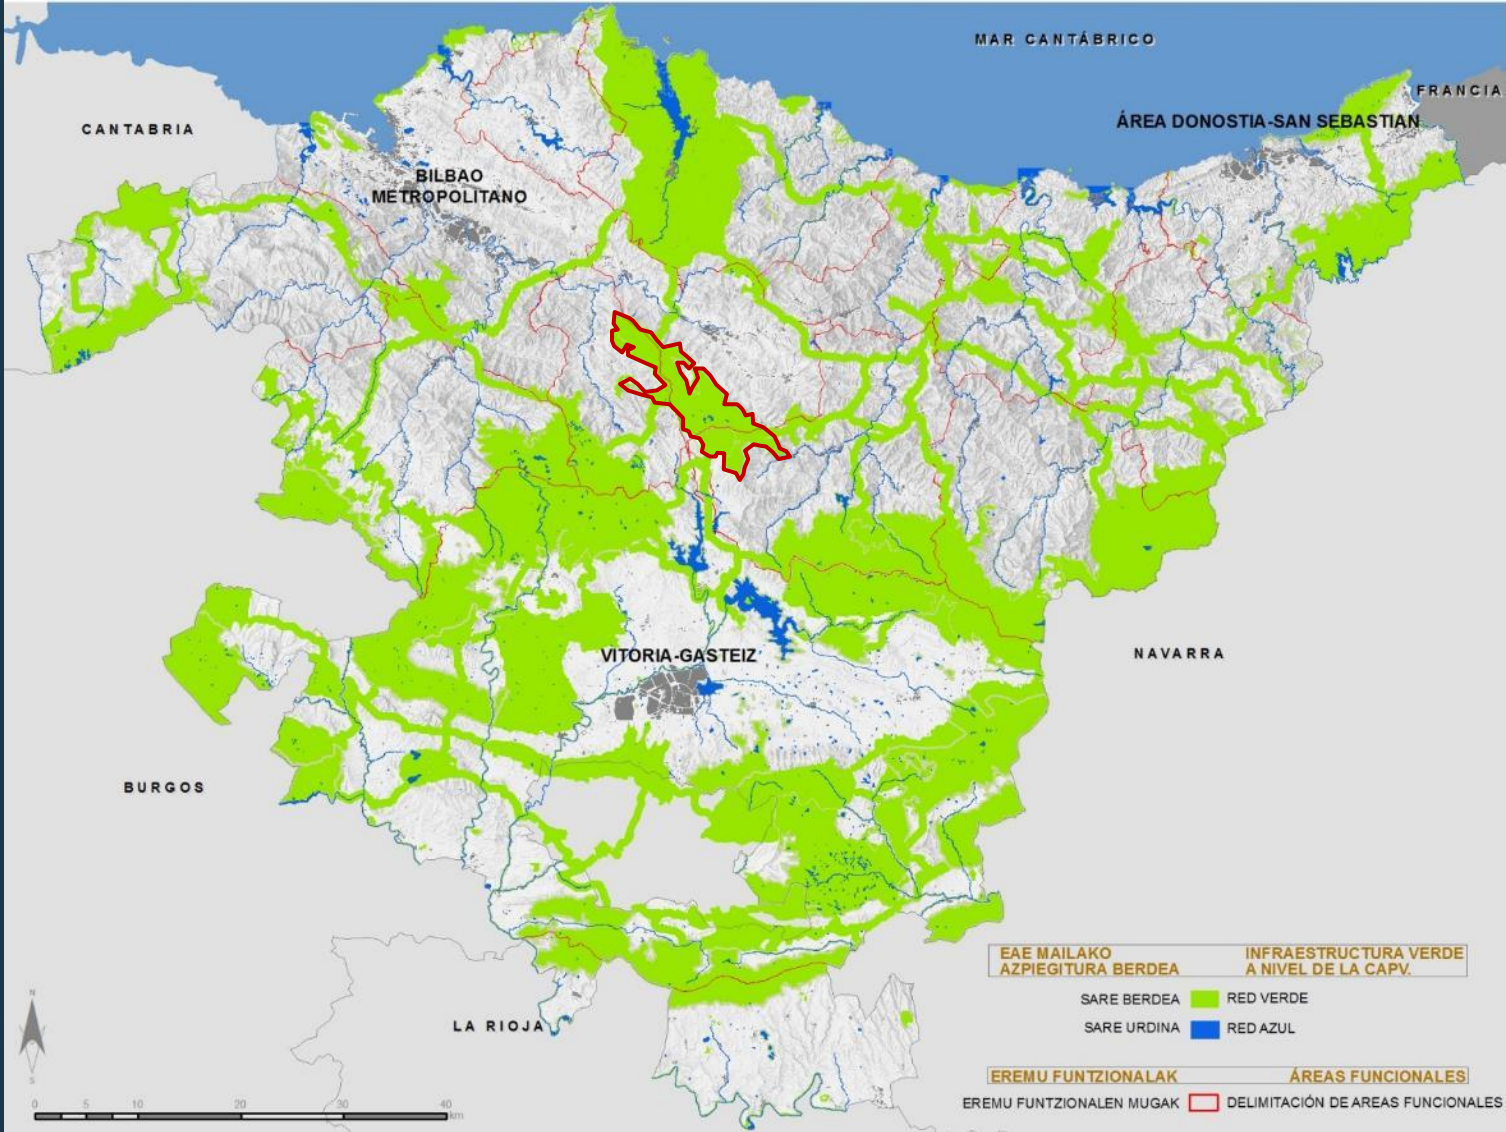 MAR CANTÁBRICO
FRANCIA
CANTABRIA
ÁREA DONOSTIA-SAN SEBASTIAN
BILBAO
METROPOLITANO
VITORIA-GASTEIZ
NAVARRA
BURGOS
LA RIOJA
EAE MAILAKO
AZPIEGITURA BERDEA
INFRAESTRUCTURA VERDE
A NIVEL DE LA CAPV.
SARE BERDEA RED VERDE
SARE URDINA RED AZUL
EREMU FUNTZIONALAK ÁREAS FUNCIONALES
EREMU FUNTZIONALEN MUGAK DELIMITACIÓN DE AREAS FUNCIONALES
N
S
0 5 10 20 30 40
km